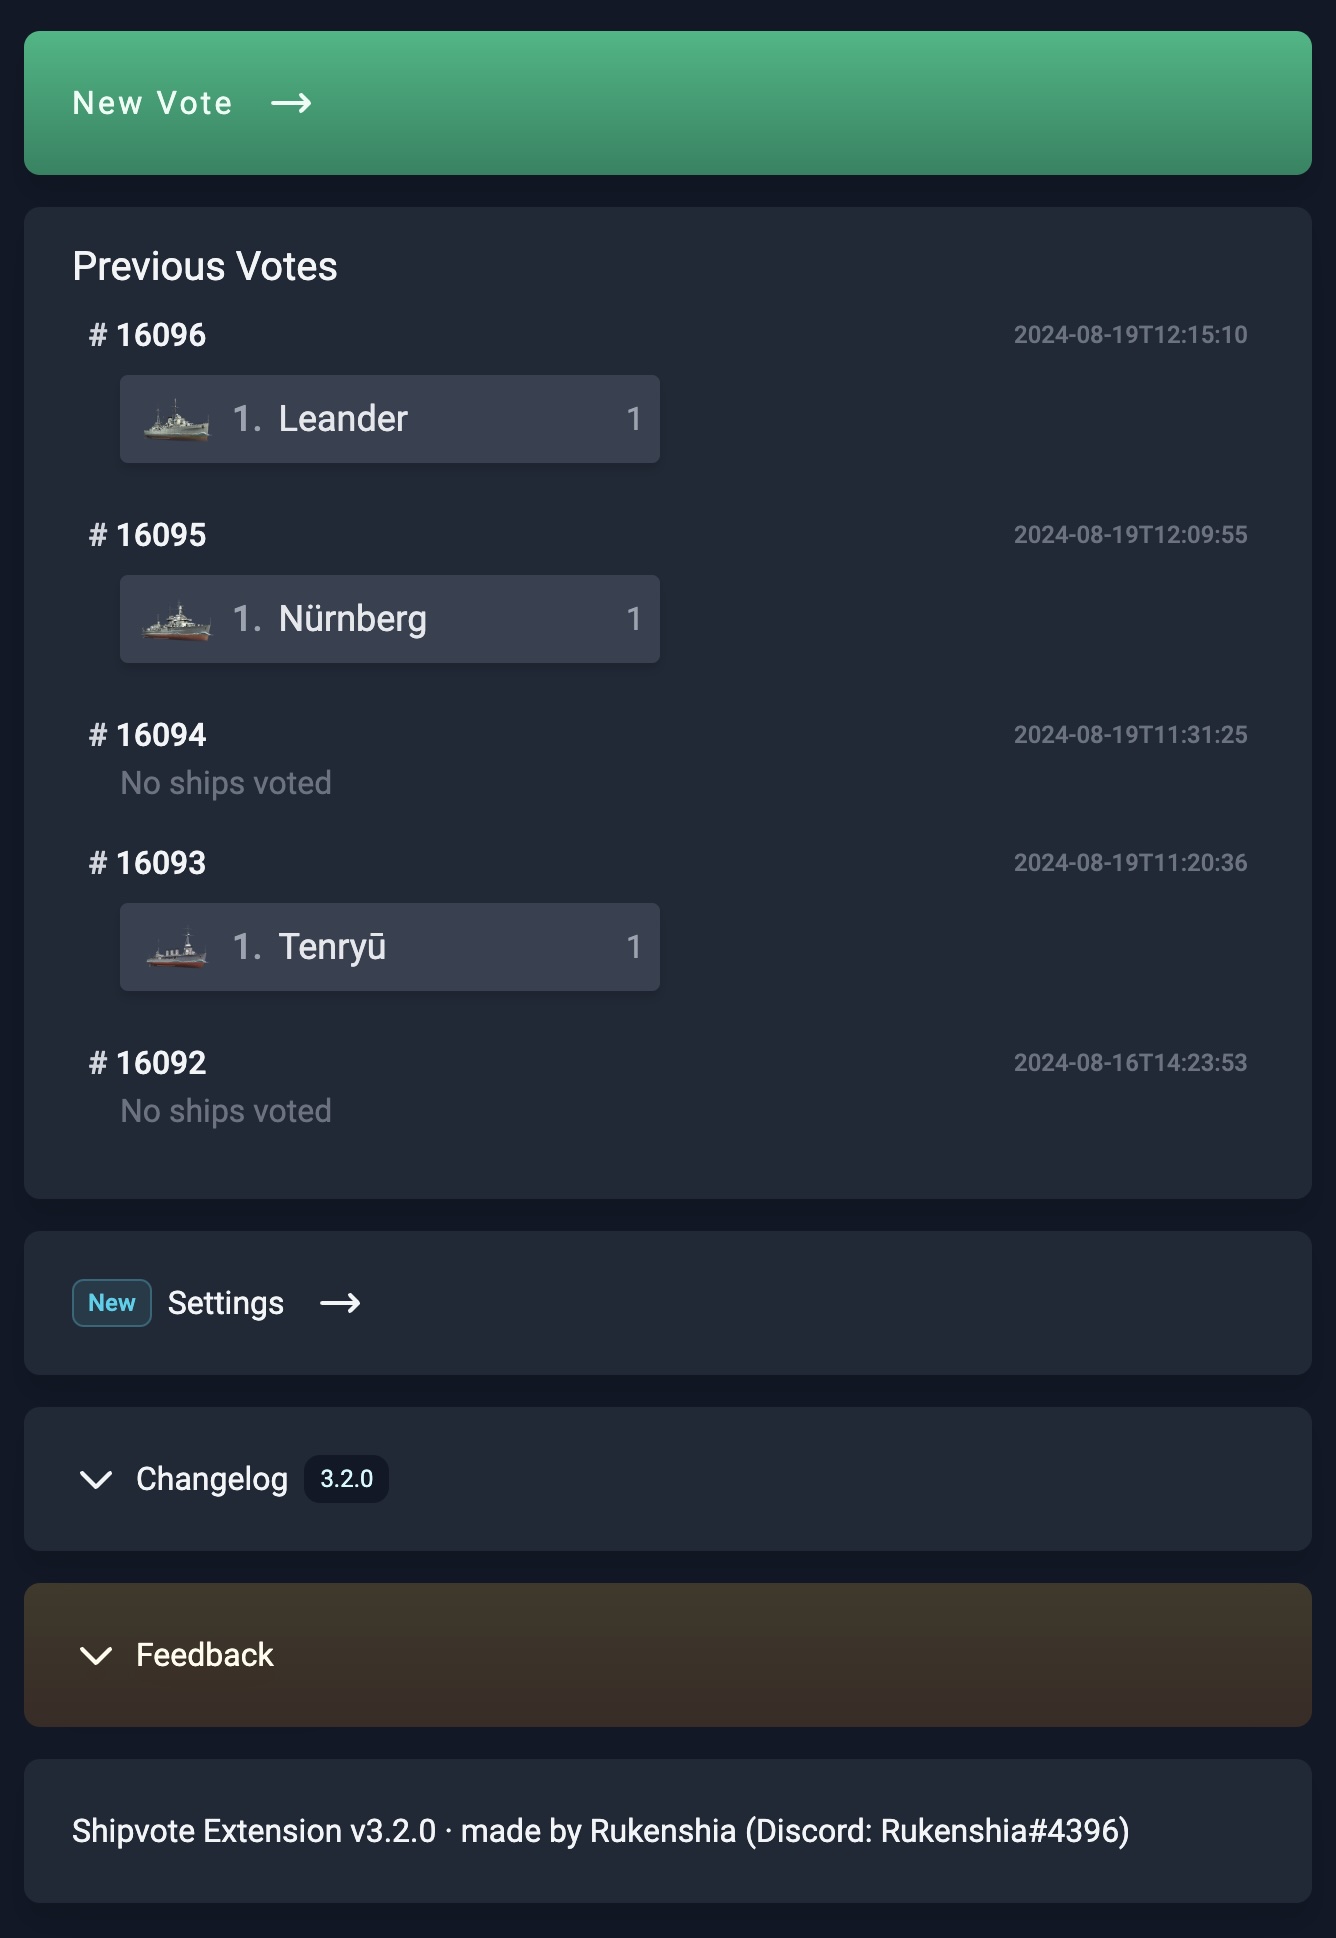 New Vote
Previous Votes
# 16096 2024-08-19T12:15:10
1. Leander 1
# 16095 2024-08-19T12:09:55
1. Nürnberg 1
# 16094 2024-08-19T11:31:25
No ships voted
# 16093 2024-08-19T11:20:36
1. Tenryū 1
# 16092 2024-08-16T14:23:53
No ships voted
New Settings
Changelog 3.2.0
Feedback
Shipvote Extension v3.2.0 · made by Rukenshia (Discord: Rukenshia#4396)